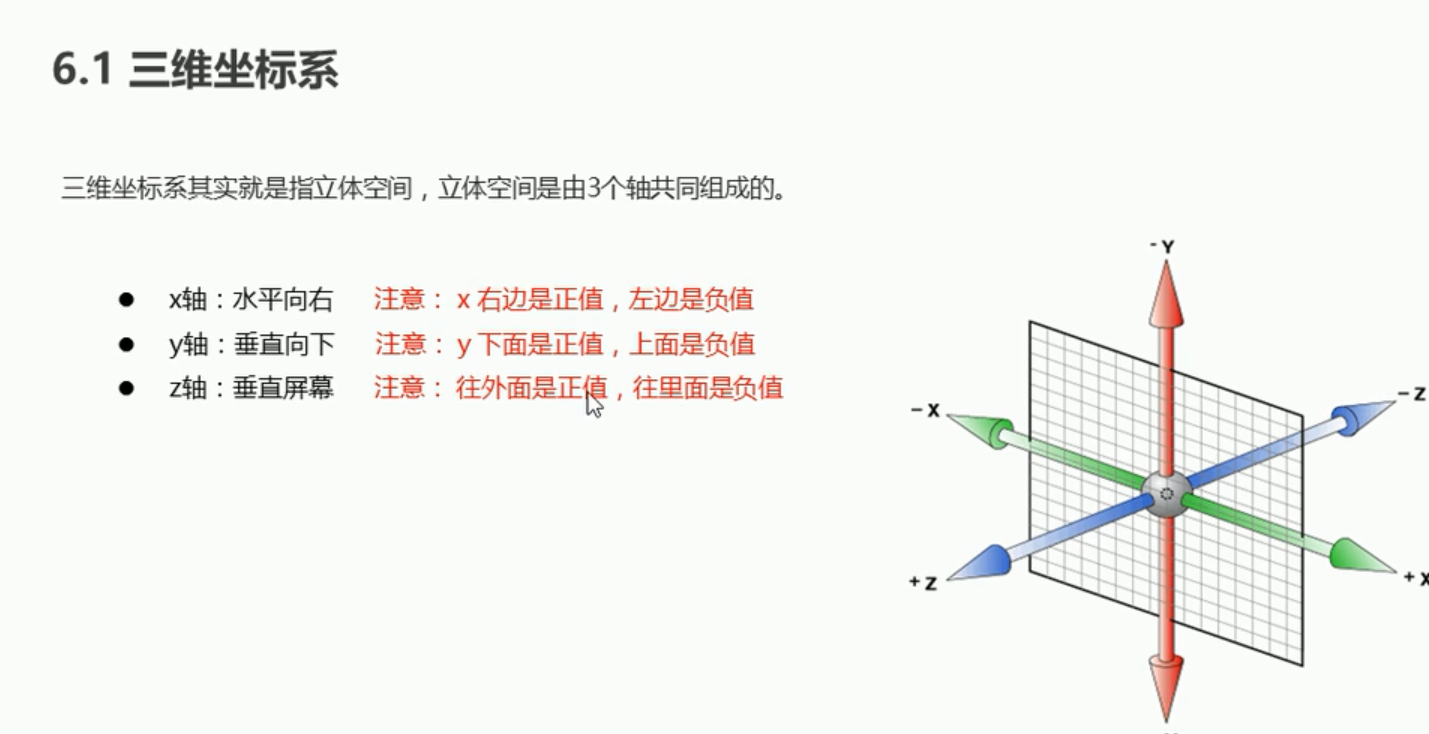 6.1 三维坐标系
三维坐标系其实就是指立体空间，立体空间是由3个轴共同组成的。
● x轴：水平向右 注意： x 右边是正值，左边是负值
● y轴：垂直向下 注意： y 下面是正值，上面是负值
● z轴：垂直屏幕 注意： 往外面是正值，往里面是负值
- Y
- X
- Z
+ Z
+ X